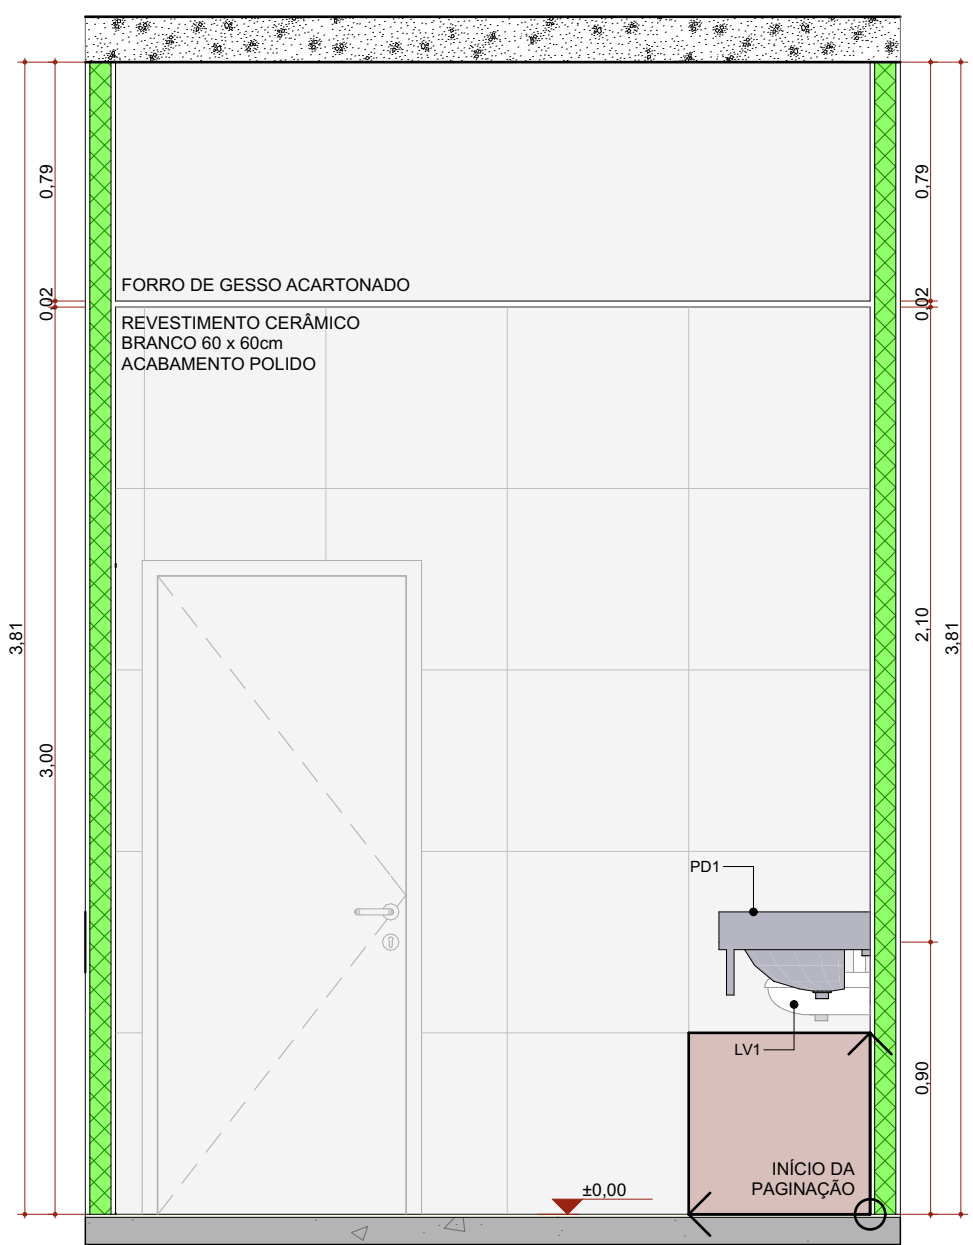 0,79
0,79
FORRO DE GESSO ACARTONADO
0,02
0,02
REVESTIMENTO CERÂMICO
BRANCO 60 x 60cm
ACABAMENTO POLIDO
3,81
2,10
3,81
3,00
PD1
LV1
0,90
INÍCIO DA
PAGINAÇÃO
±0,00